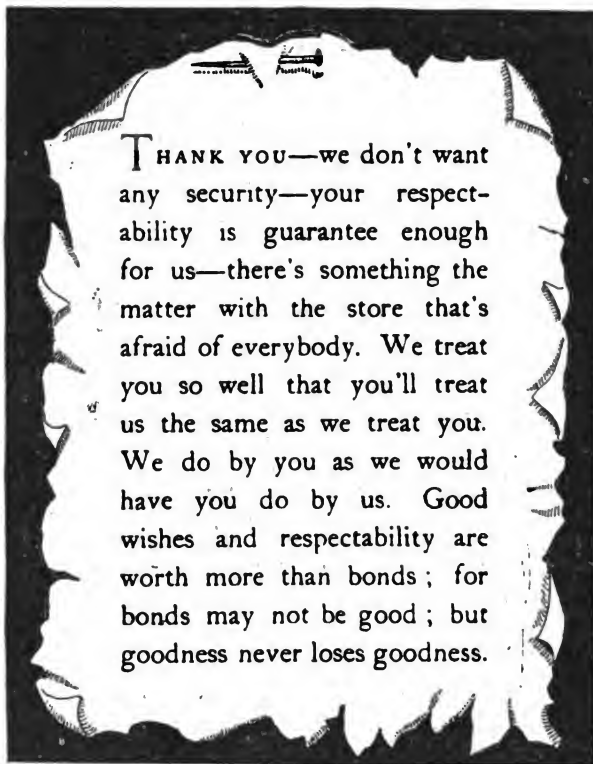 THANK YOU—we don't want
any security—your respect-
ability is guarantee enough
for us—there's something the
matter with the store that's
afraid of everybody. We treat
you so well that you'll treat
us the same as we treat you.
We do by you as we would
have you do by us. Good
wishes and respectability are
worth more than bonds; for
bonds may not be good; but
goodness never loses goodness.